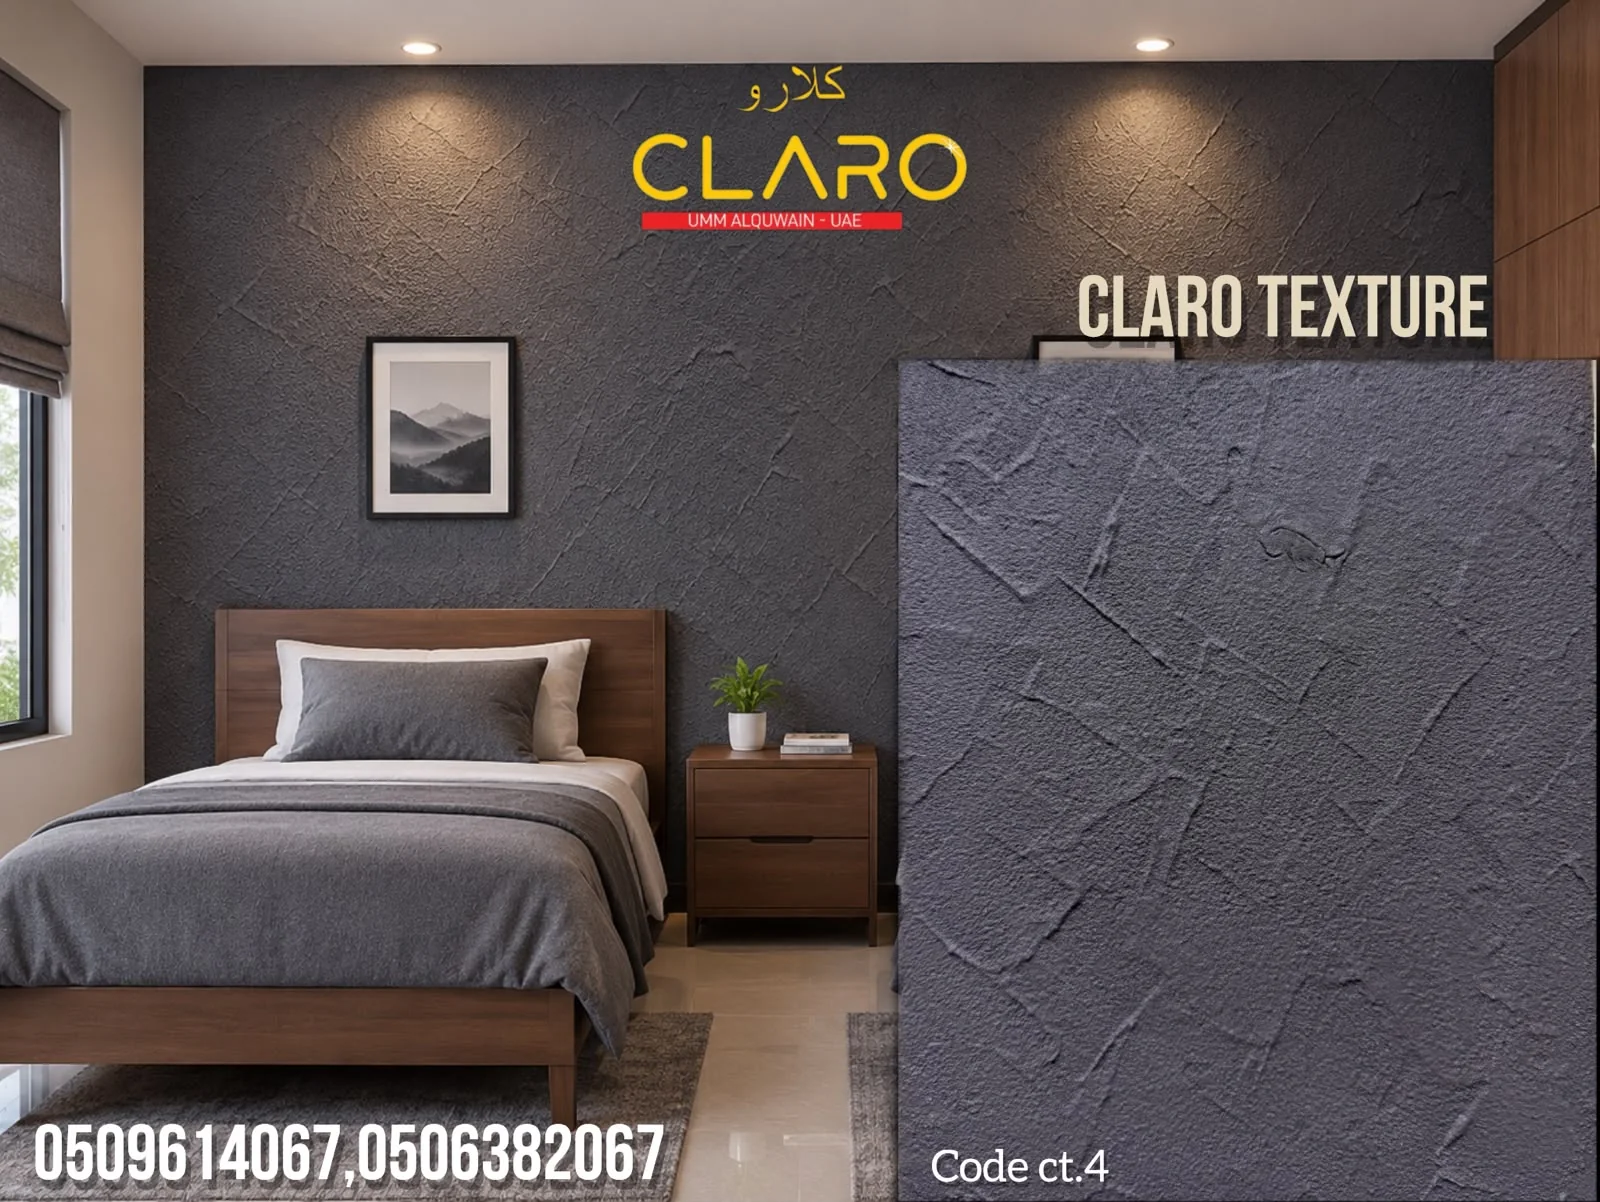 كلارو
CLARO
UMM ALQUWAIN - UAE
CLARO TEXTURE
0509614067,0506382067
Code ct.4